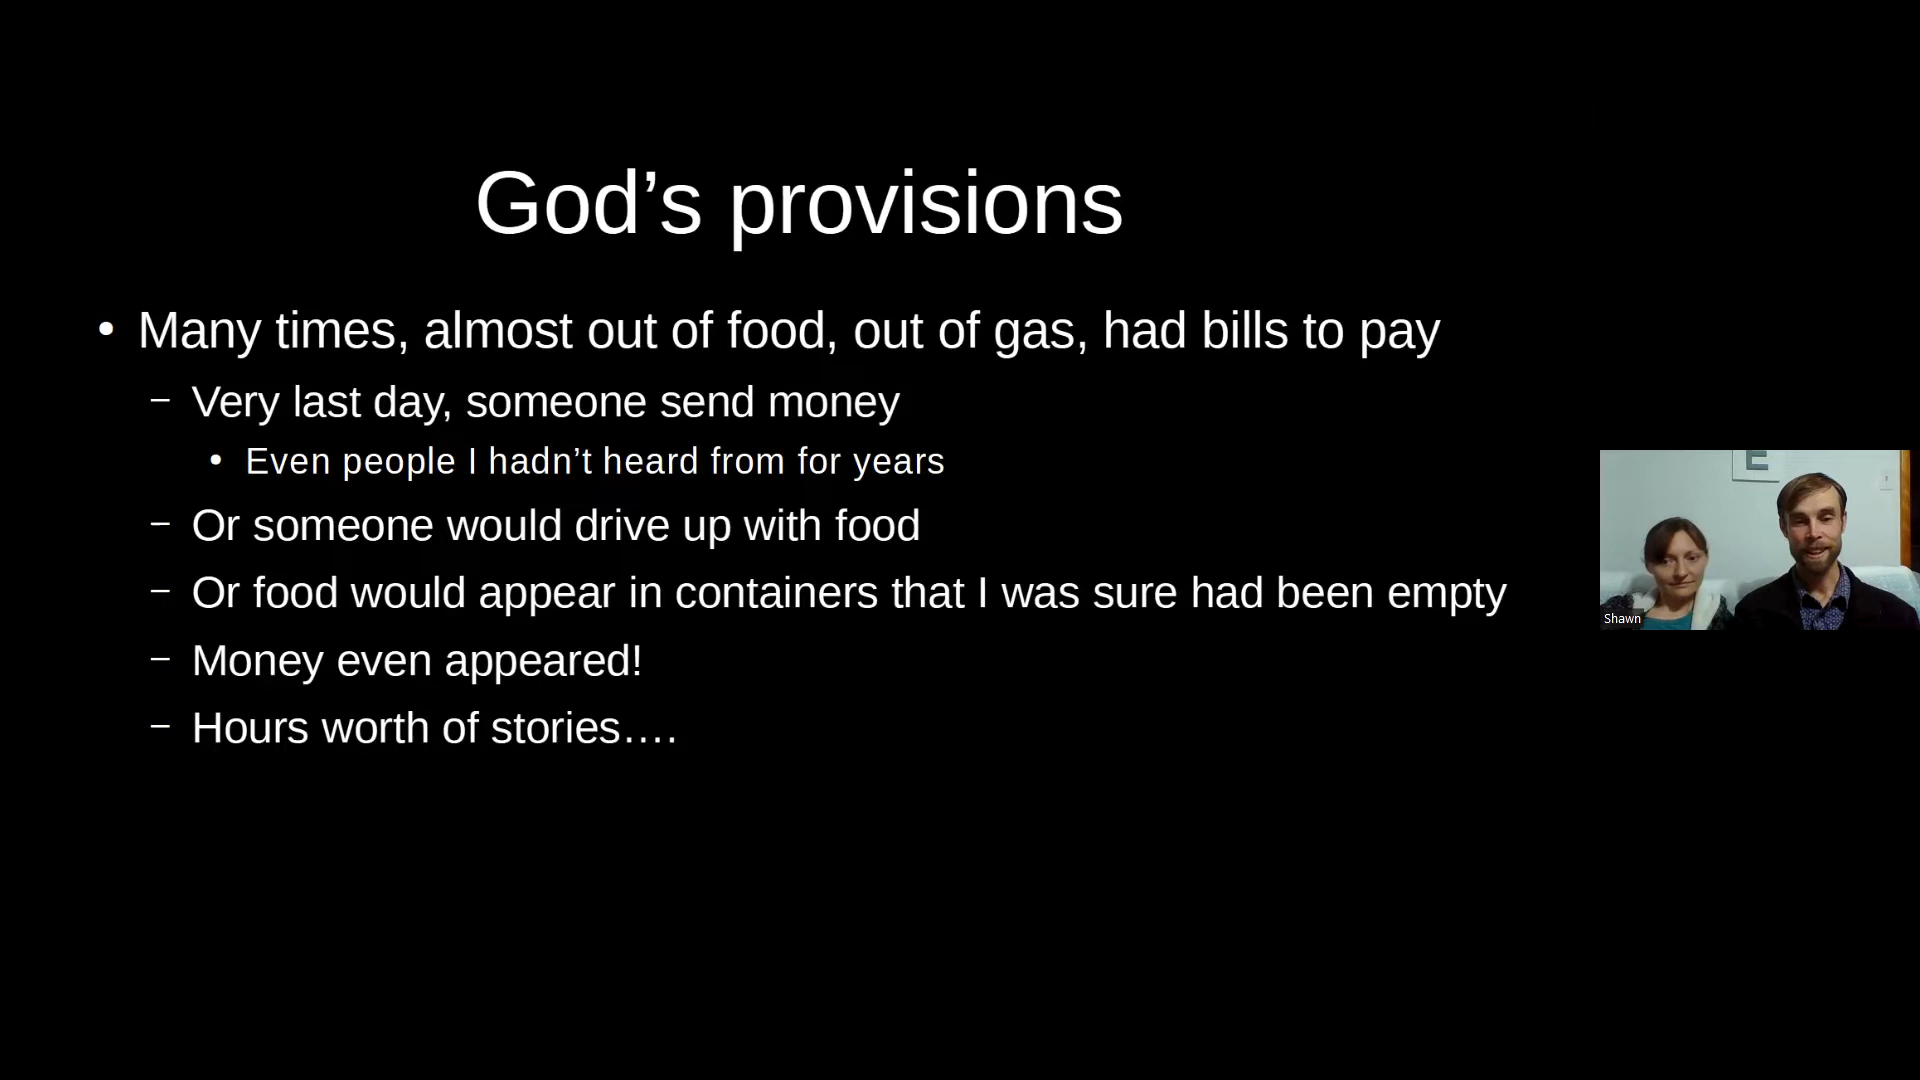 God’s provisions
• Many times, almost out of food, out of gas, had bills to pay
– Very last day, someone send money
• Even people I hadn’t heard from for years
– Or someone would drive up with food
– Or food would appear in containers that I was sure had been empty
– Money even appeared!
– Hours worth of stories….
E
Shawn